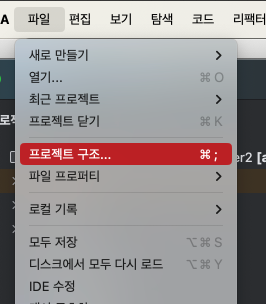 A 파일 편집 보기 탐색 코드 리팩터
새로 만들기
열기... ⌘ O
최근 프로젝트
프로젝트 닫기 ⌘ K
프로젝트 구조... ⌘ ;
er2 [a
파일 프로퍼티
로컬 기록
모두 저장 ⌥ ⌘ S
디스크에서 모두 다시 로드 ⌥ ⌘ Y
IDE 수정